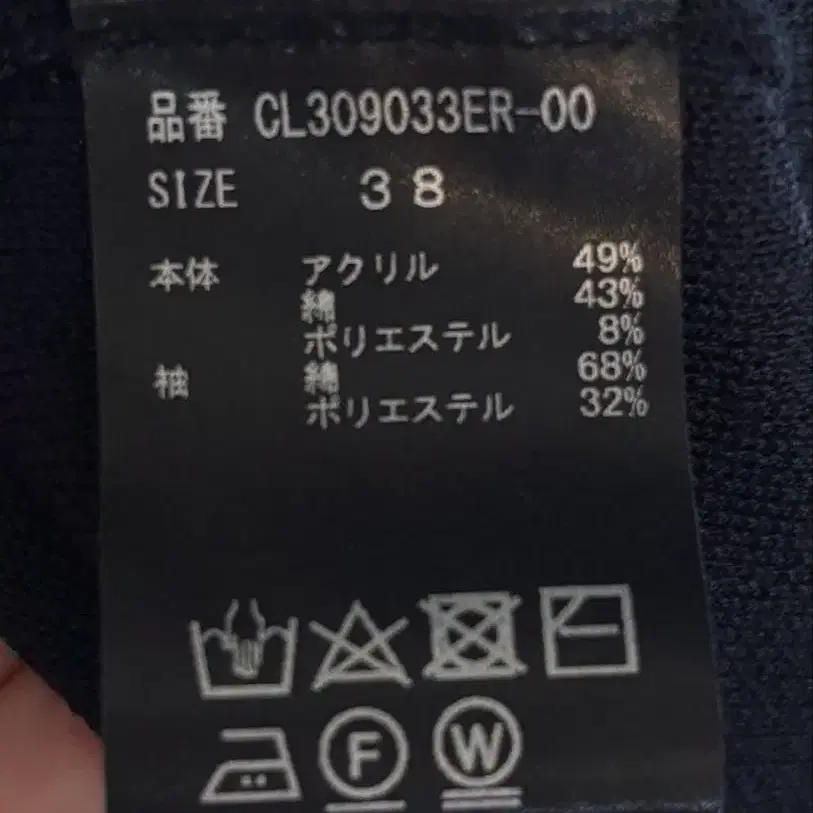 品番 CL309033ER-00
SIZE 38
本体 アクリル 49%
綿 43%
ポリエステル 8%
袖 綿 68%
ポリエステル 32%
F W